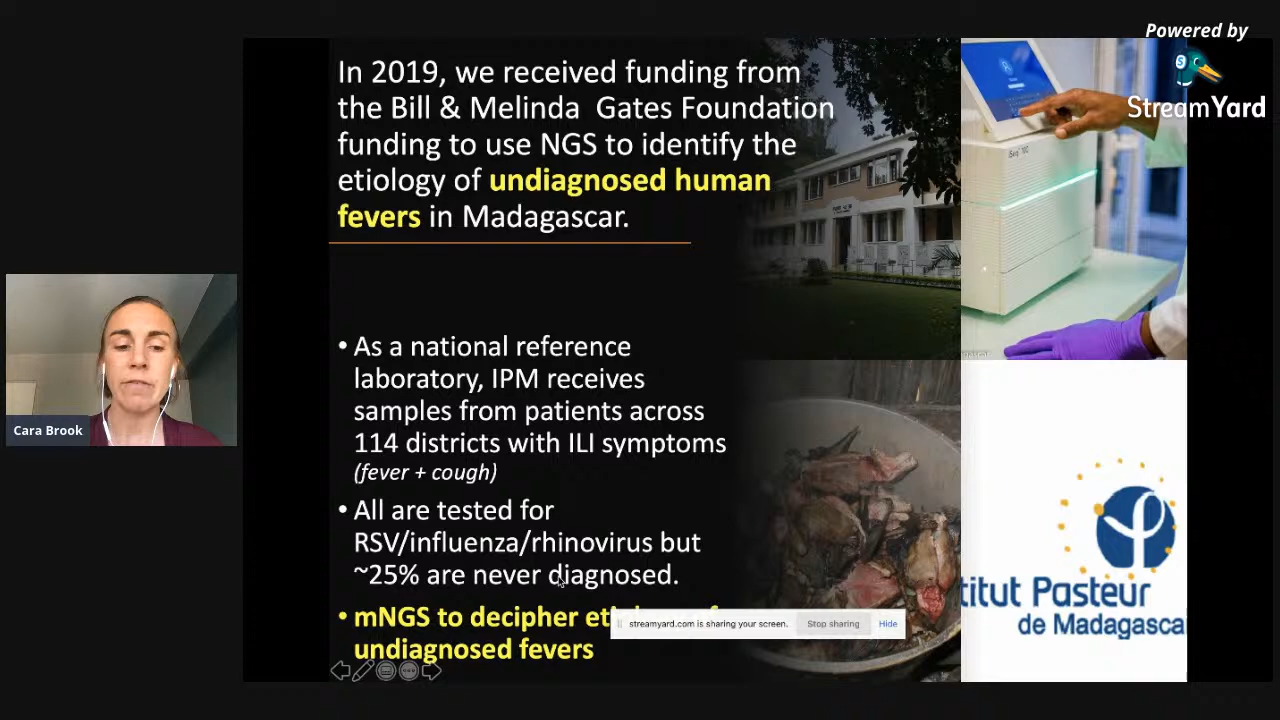 Powered by
StreamYard
In 2019, we received funding from
the Bill & Melinda Gates Foundation
funding to use NGS to identify the
etiology of undiagnosed human
fevers in Madagascar.
iSeq 100
• As a national reference
laboratory, IPM receives
samples from patients across
114 districts with ILI symptoms
(fever + cough)
• All are tested for
RSV/influenza/rhinovirus but
~25% are never diagnosed.
• mNGS to decipher
undiagnosed fevers
streamyard.com is sharing your screen.
Stop sharing
Hide
Cara Brook
titut Pasteur
de Madagasca